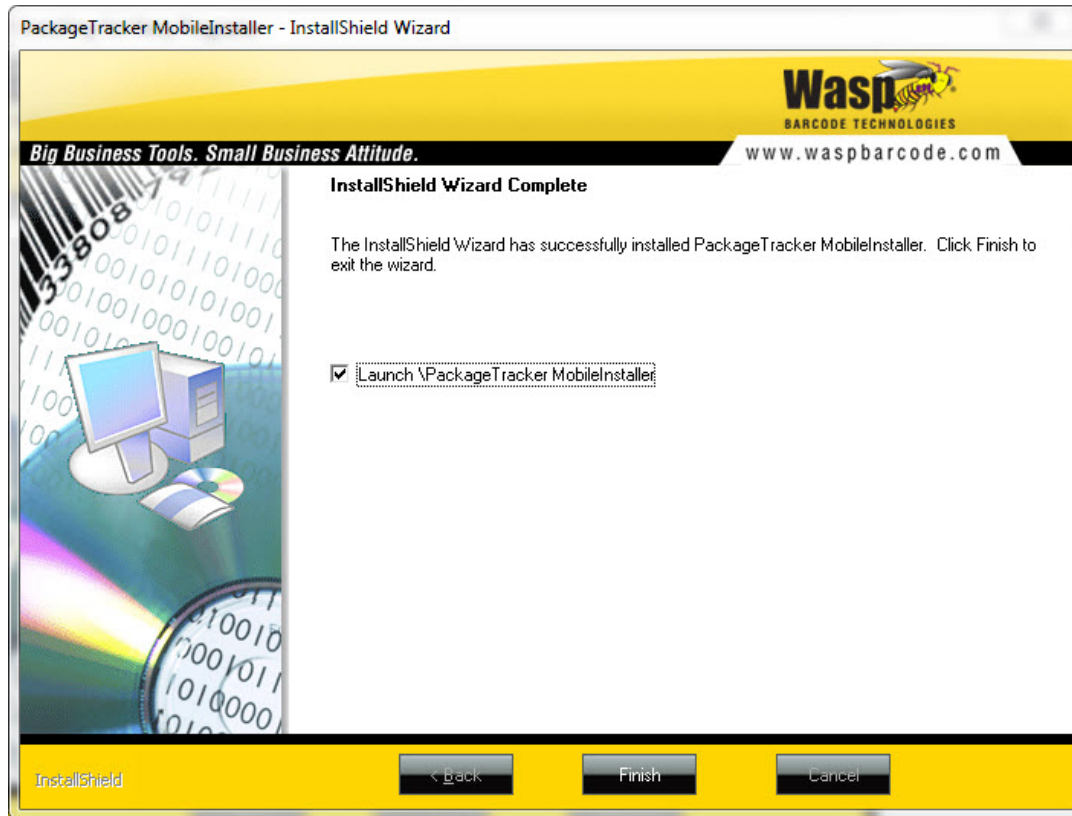 PackageTracker MobileInstaller - InstallShield Wizard
Wasp
BARCODE TECHNOLOGIES
Big Business Tools. Small Business Attitude.
www.waspbarcode.com
InstallShield Wizard Complete
The InstallShield Wizard has successfully installed PackageTracker MobileInstaller. Click Finish to
exit the wizard.
Launch \PackageTracker MobileInstaller
InstallShield
< Back
Finish
Cancel